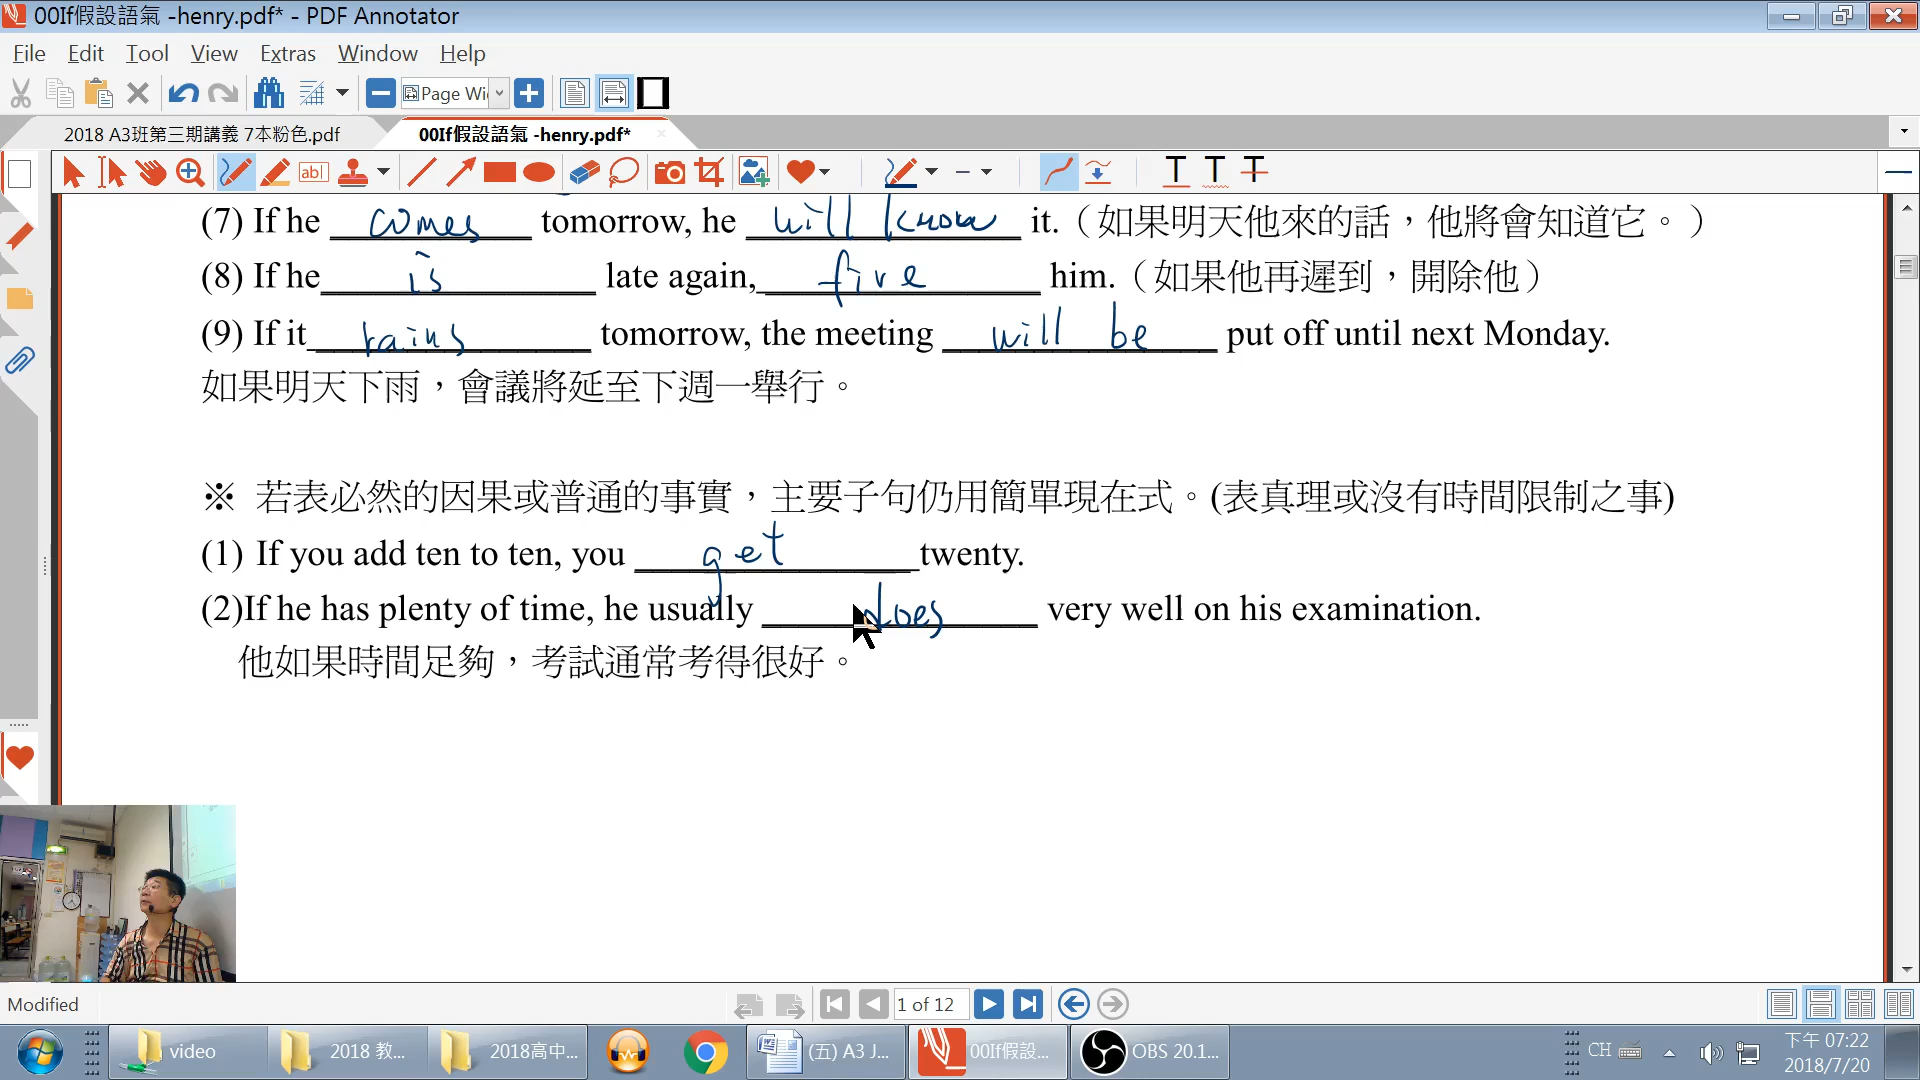 00If假設語氣 -henry.pdf* - PDF Annotator
File Edit Tool View Extras Window Help
Page Wi
2018 A3班第三期講義 7本粉色.pdf 00If假設語氣 -henry.pdf*
abl T T T
(7) If he comes tomorrow, he will know it.（如果明天他來的話，他將會知道它。）
(8) If he is late again, fire him.（如果他再遲到，開除他）
(9) If it rains tomorrow, the meeting will be put off until next Monday.
如果明天下雨，會議將延至下週一舉行。
※ 若表必然的因果或普通的事實，主要子句仍用簡單現在式。(表真理或沒有時間限制之事)
(1) If you add ten to ten, you get twenty.
(2)If he has plenty of time, he usually does very well on his examination.
他如果時間足夠，考試通常考得很好。
Modified 1 of 12
video 2018 教... 2018高中... (五) A3 J... 00If假設... OBS 20.1... CH 下午 07:22
2018/7/20